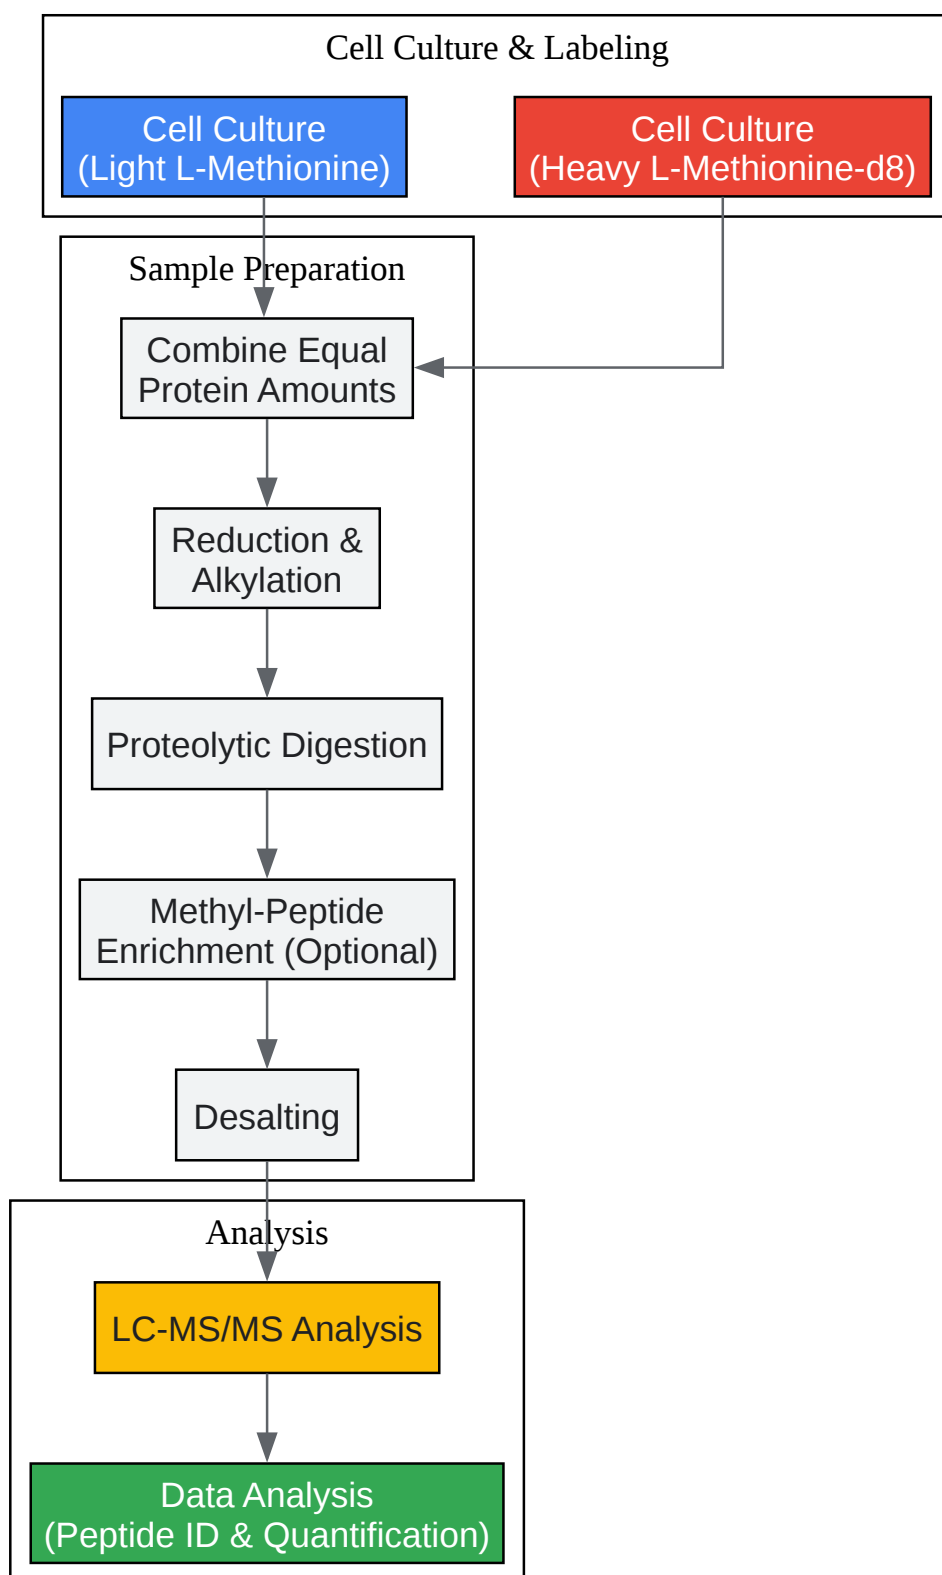 Cell Culture & Labeling
Cell Culture
(Light L-Methionine)
Cell Culture
(Heavy L-Methionine-d8)
Sample Preparation
Combine Equal
Protein Amounts
Reduction &
Alkylation
Proteolytic Digestion
Methyl-Peptide
Enrichment (Optional)
Desalting
Analysis
LC-MS/MS Analysis
Data Analysis
(Peptide ID & Quantification)